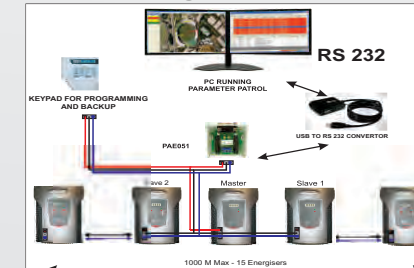 RS 232
PC RUNNING
PARAMETER PATROL
KEYPAD FOR PROGRAMMING
AND BACKUP
USB TO RS 232 CONVERTOR
PAE051
ave 2
Master
Slave 1
1000 M Max - 15 Energisers